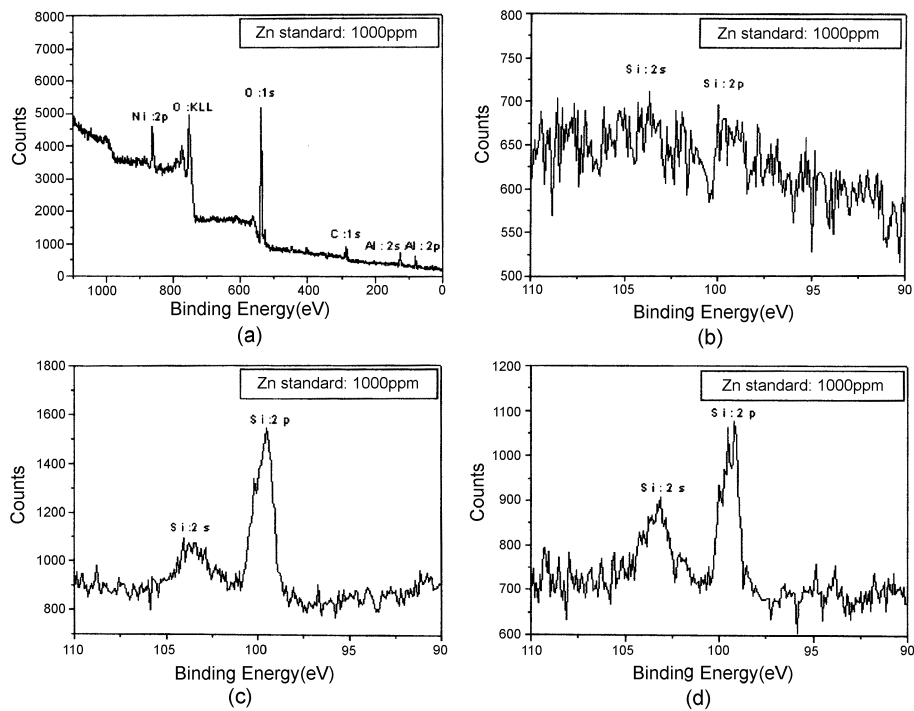 Zn standard: 1000ppm
8000
7000
6000
5000
4000
3000
2000
1000
0
Counts
Ni:2p
O:KLL
O:1s
C:1s
Al:2s Al:2p
1000 800 600 400 200 0
Binding Energy(eV)
(a)
Zn standard: 1000ppm
800
750
700
650
600
550
500
Counts
Si:2s
Si:2p
110 105 100 95 90
Binding Energy(eV)
(b)
Zn standard: 1000ppm
1800
1600
1400
1200
1000
800
Counts
Si:2p
Si:2s
110 105 100 95 90
Binding Energy(eV)
(c)
Zn standard: 1000ppm
1200
1100
1000
900
800
700
600
Counts
Si:2p
Si:2s
110 105 100 95 90
Binding Energy(eV)
(d)